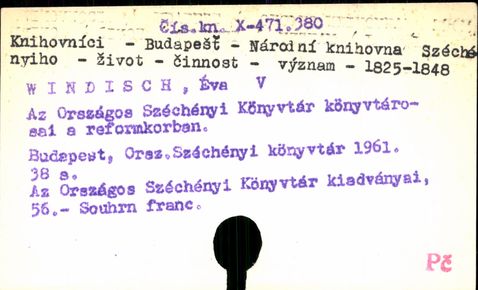 Čís.kn. X-471.380
Knihovníci - Budapešť - Národní knihovna Széché
nyiho - život - činnost - význam - 1825-1848
W I N D I S C H , Éva V
Az Országos Széchényi Könyvtár könyvtáro-
sai a reformkorban.
Budapest, Orsz.Széchényi könyvtár 1961.
38 s.
Az Országos Széchényi Könyvtár kiadványai,
56.- Souhrn franc.
Pč